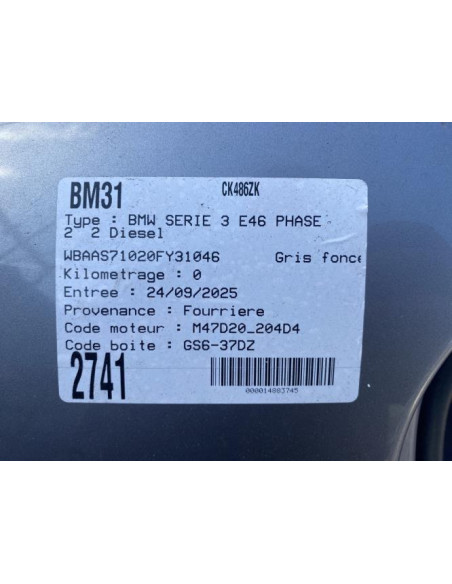 BM31 CK486ZK
Type : BMW SERIE 3 E46 PHASE
2 2 Diesel
WBAAS71020FY31046 Gris fonce
Kilometrage : 0
Entree : 24/09/2025
Provenance : Fourriere
Code moteur : M47D20_204D4
Code boite : GS6-37DZ
2741
000014883745